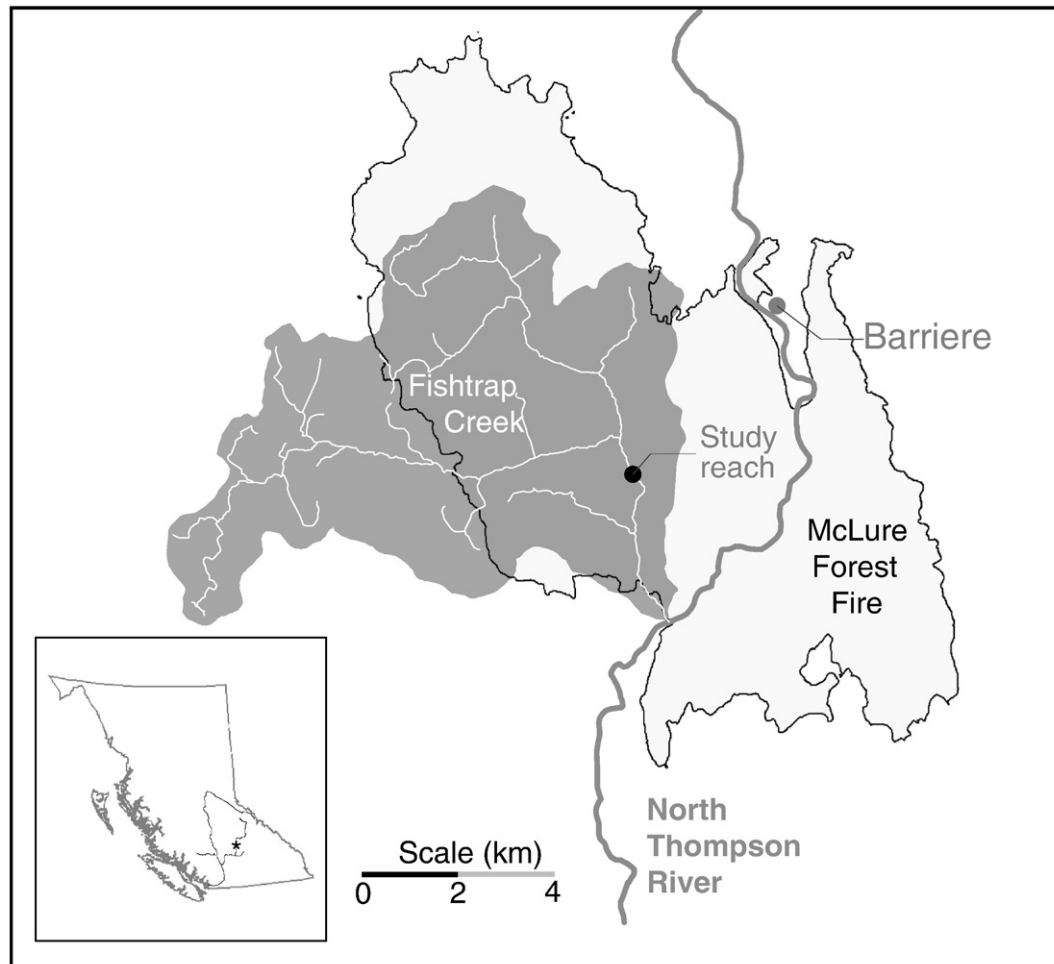 Barriere
Fishtrap
Creek
Study
reach
McLure
Forest
Fire
North
Thompson
River
Scale (km)
0 2 4
*